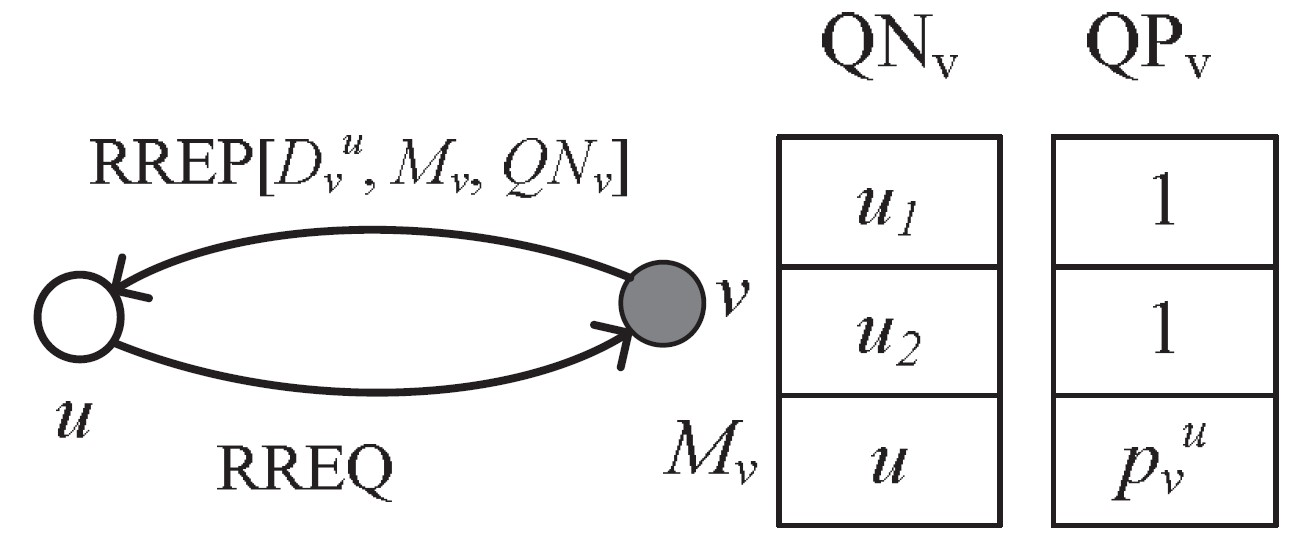 QN_v QP_v
RREP[D_v^u, M_v, QN_v]
u_1 1
v
u_2 1
u
M_v u p_v^u
RREQ